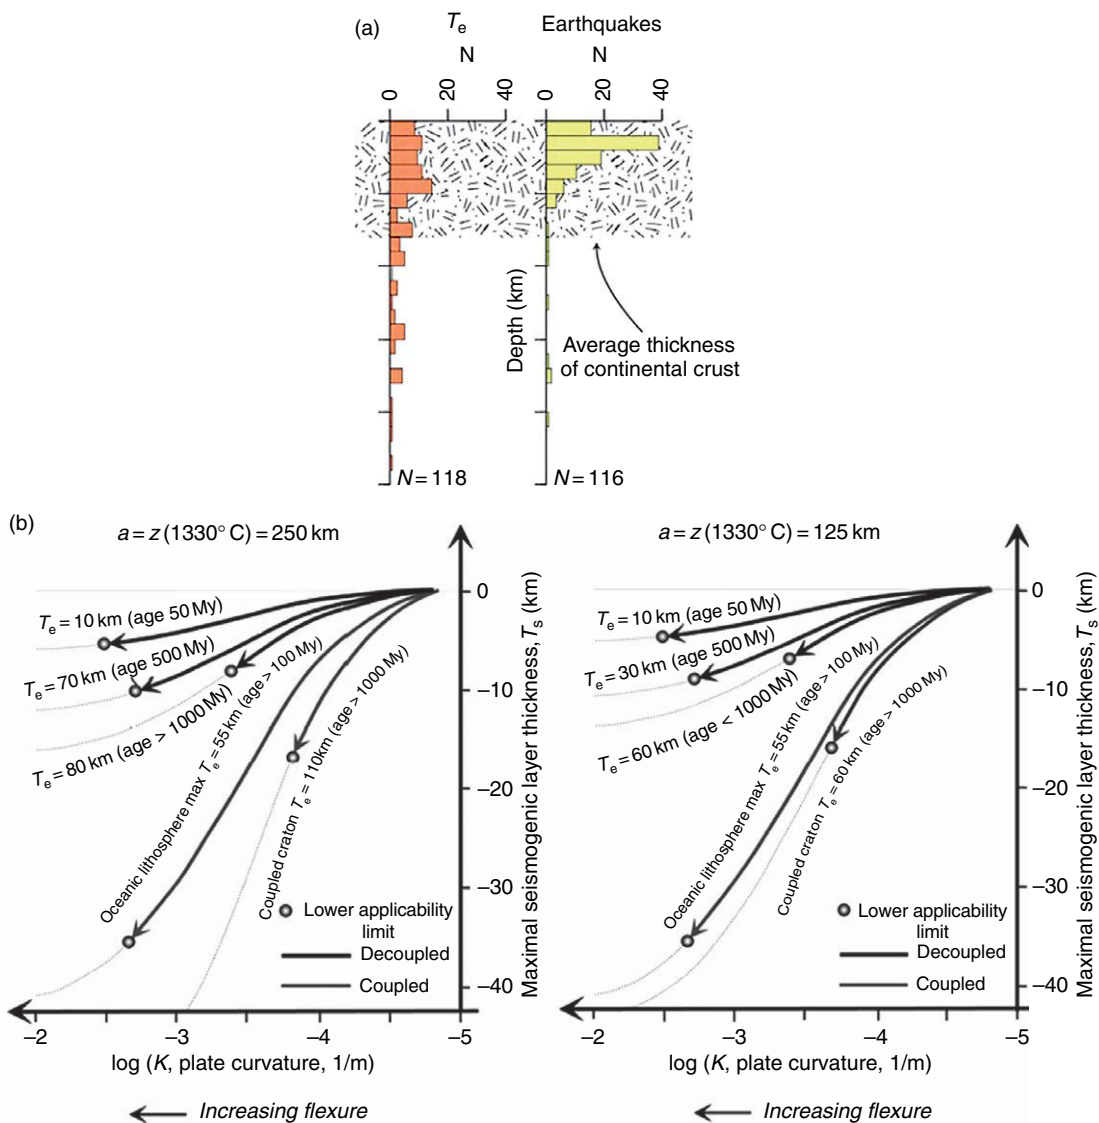 (a)
Te
Earthquakes
N
N
0
20
40
0
20
40
Depth (km)
Average thickness
of continental crust
N = 118
N = 116
(b)
a = z (1330° C) = 250 km
Te = 10 km (age 50 My)
Te = 70 km (age 500 My)
Te = 80 km (age > 1000 My)
Oceanic lithosphere max Te = 55 km (age > 100 My)
Coupled craton Te = 110km (age > 1000 My)
Lower applicability
limit
Decoupled
Coupled
0
–10
–20
–30
–40
Maximal seismogenic layer thickness, Ts (km)
–2
–3
–4
–5
log (K, plate curvature, 1/m)
Increasing flexure
a = z (1330° C) = 125 km
Te = 10 km (age 50 My)
Te = 30 km (age 500 My)
Te = 60 km (age < 1000 My)
Oceanic lithosphere max Te = 55 km (age > 100 My)
Coupled craton Te = 60 km (age > 1000 My)
Lower applicability
limit
Decoupled
Coupled
0
–10
–20
–30
–40
Maximal seismogenic layer thickness, Ts (km)
–2
–3
–4
–5
log (K, plate curvature, 1/m)
Increasing flexure